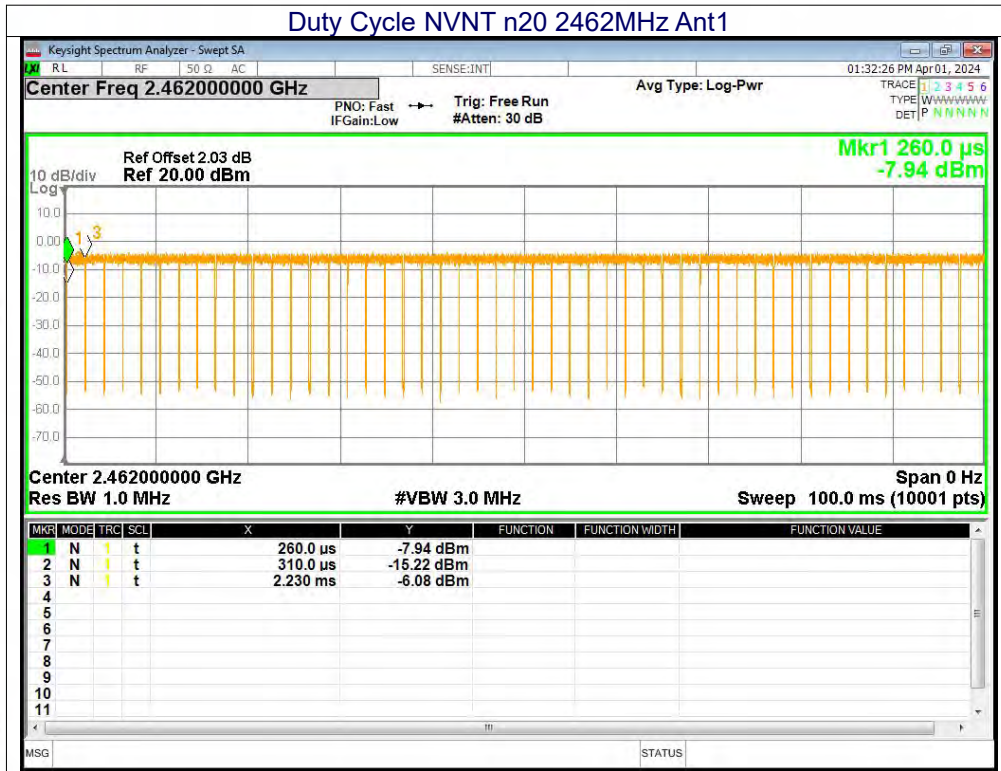 Duty Cycle NVNT n20 2462MHz Ant1
Keysight Spectrum Analyzer - Swept SA
LXI RL RF 50 Ω AC SENSE:INT 01:32:26 PM Apr 01, 2024
Center Freq 2.462000000 GHz Avg Type: Log-Pwr TRACE 1 2 3 4 5 6
PNO: Fast Trig: Free Run TYPE WWWWWWW
IFGain:Low #Atten: 30 dB DET P N N N N N
Mkr1 260.0 µs
Ref Offset 2.03 dB
10 dB/div Ref 20.00 dBm -7.94 dBm
Log
10.0
0.00 1 3
-10.0
-20.0
-30.0
-40.0
-50.0
-60.0
-70.0
Center 2.462000000 GHz Span 0 Hz
Res BW 1.0 MHz #VBW 3.0 MHz Sweep 100.0 ms (10001 pts)
MKR MODE TRC SCL X Y FUNCTION FUNCTION WIDTH FUNCTION VALUE
1 N 1 t 260.0 µs -7.94 dBm
2 N 1 t 310.0 µs -15.22 dBm
3 N 1 t 2.230 ms -6.08 dBm
4
5
6
7
8
9
10
11
MSG STATUS